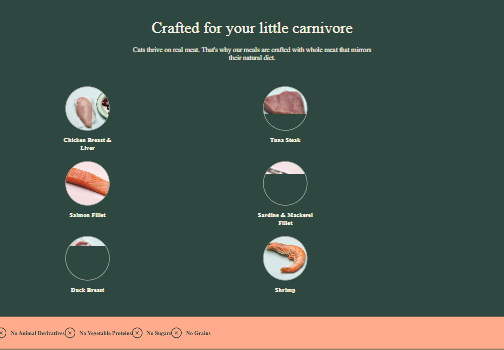 Crafted for your little carnivore
Cats thrive on real meat. That's why our meals are crafted with whole meat that mirrors
their natural diet.
Chicken Breast &
Liver
Tuna Steak
Salmon Fillet
Sardine & Mackerel
Fillet
Duck Breast
Shrimp
No Animal Derivatives No Vegetable Proteins No Sugars No Grains